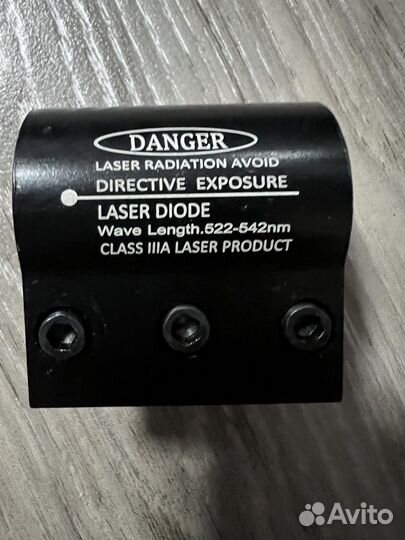 DANGER
LASER RADIATION AVOID
DIRECTIVE EXPOSURE
LASER DIODE
Wave Length.522-542nm
CLASS IIIA LASER PRODUCT
Avito